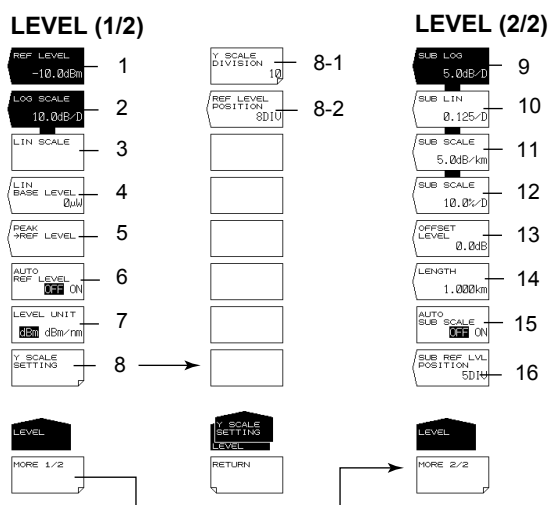 LEVEL (1/2)
REF LEVEL
-10.0dBm
1
LOG SCALE
10.0dB/D
2
LIN SCALE
3
LIN
BASE LEVEL
0µW
4
PEAK
→REF LEVEL
5
AUTO
REF LEVEL
OFF ON
6
LEVEL UNIT
dBm dBm/nm
7
Y SCALE
SETTING
8
LEVEL
MORE 1/2
Y SCALE
DIVISION
10
8-1
REF LEVEL
POSITION
8DIV
8-2
Y SCALE
SETTING
LEVEL
RETURN
LEVEL (2/2)
SUB LOG
5.0dB/D
9
SUB LIN
0.125/D
10
SUB SCALE
5.0dB/km
11
SUB SCALE
10.0%/D
12
OFFSET
LEVEL
0.0dB
13
LENGTH
1.000km
14
AUTO
SUB SCALE
OFF ON
15
SUB REF LVL
POSITION
5DIV
16
LEVEL
MORE 2/2